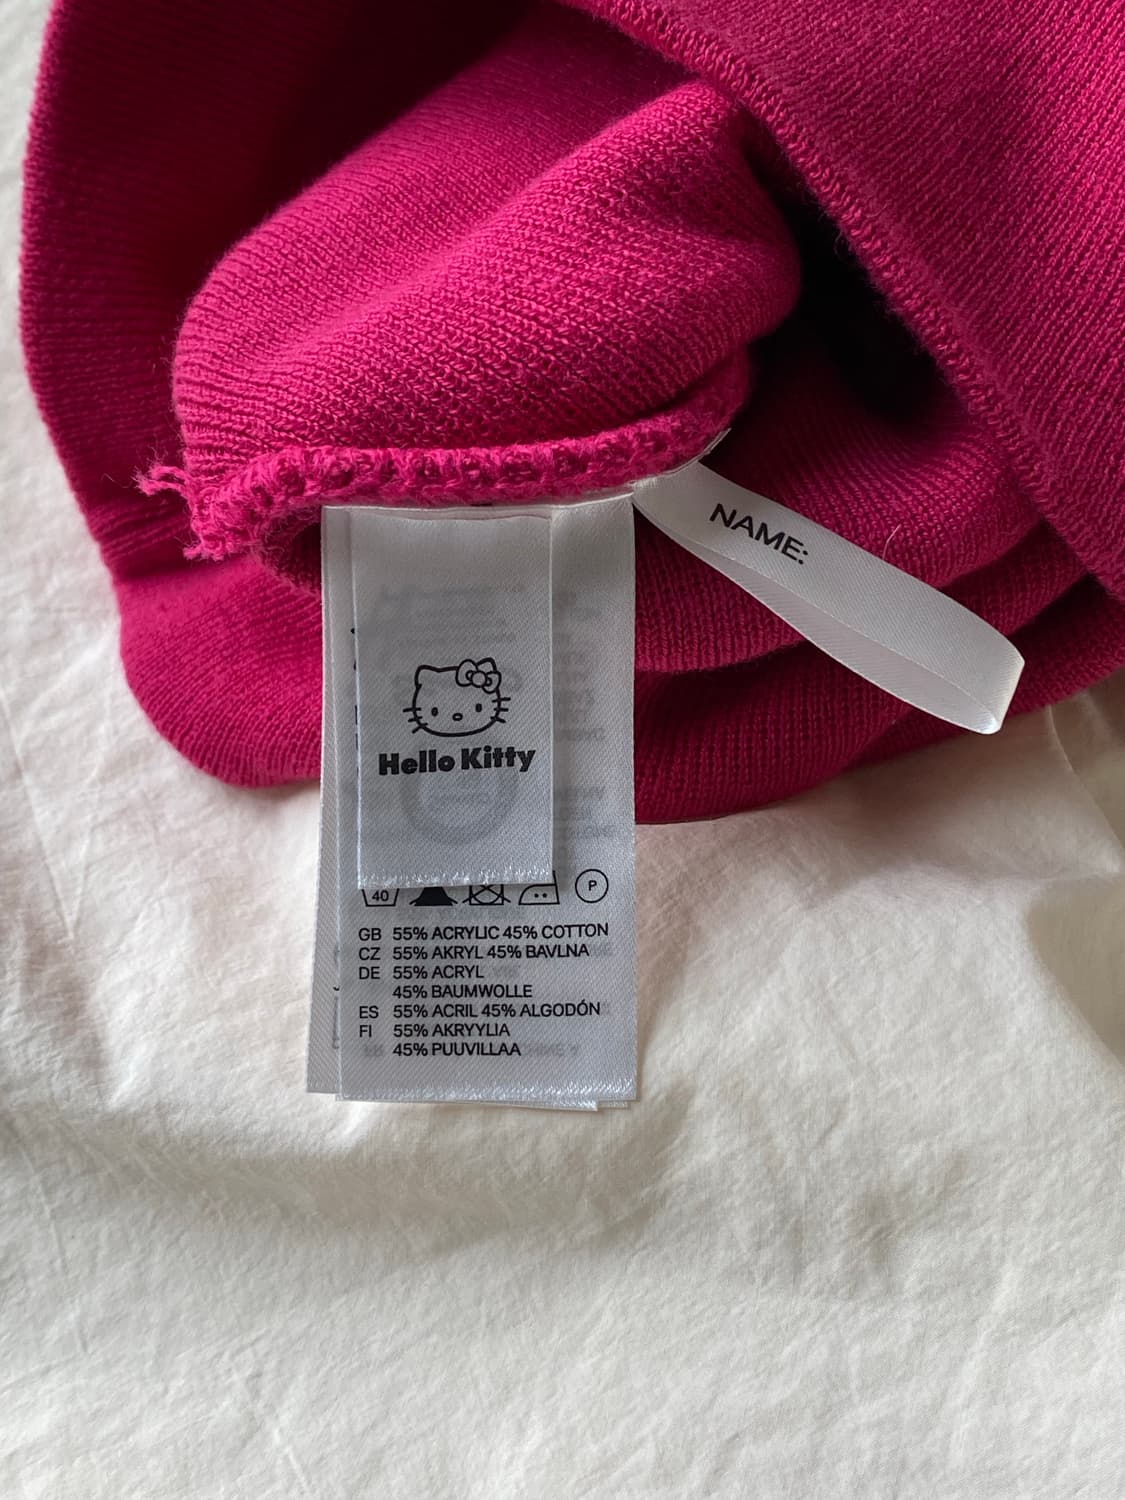 NAME:
Hello Kitty
40
P
GB 55% ACRYLIC 45% COTTON
CZ 55% AKRYL 45% BAVLNA
DE 55% ACRYL
45% BAUMWOLLE
ES 55% ACRIL 45% ALGODÓN
FI 55% AKRYYLIA
45% PUUVILLAA